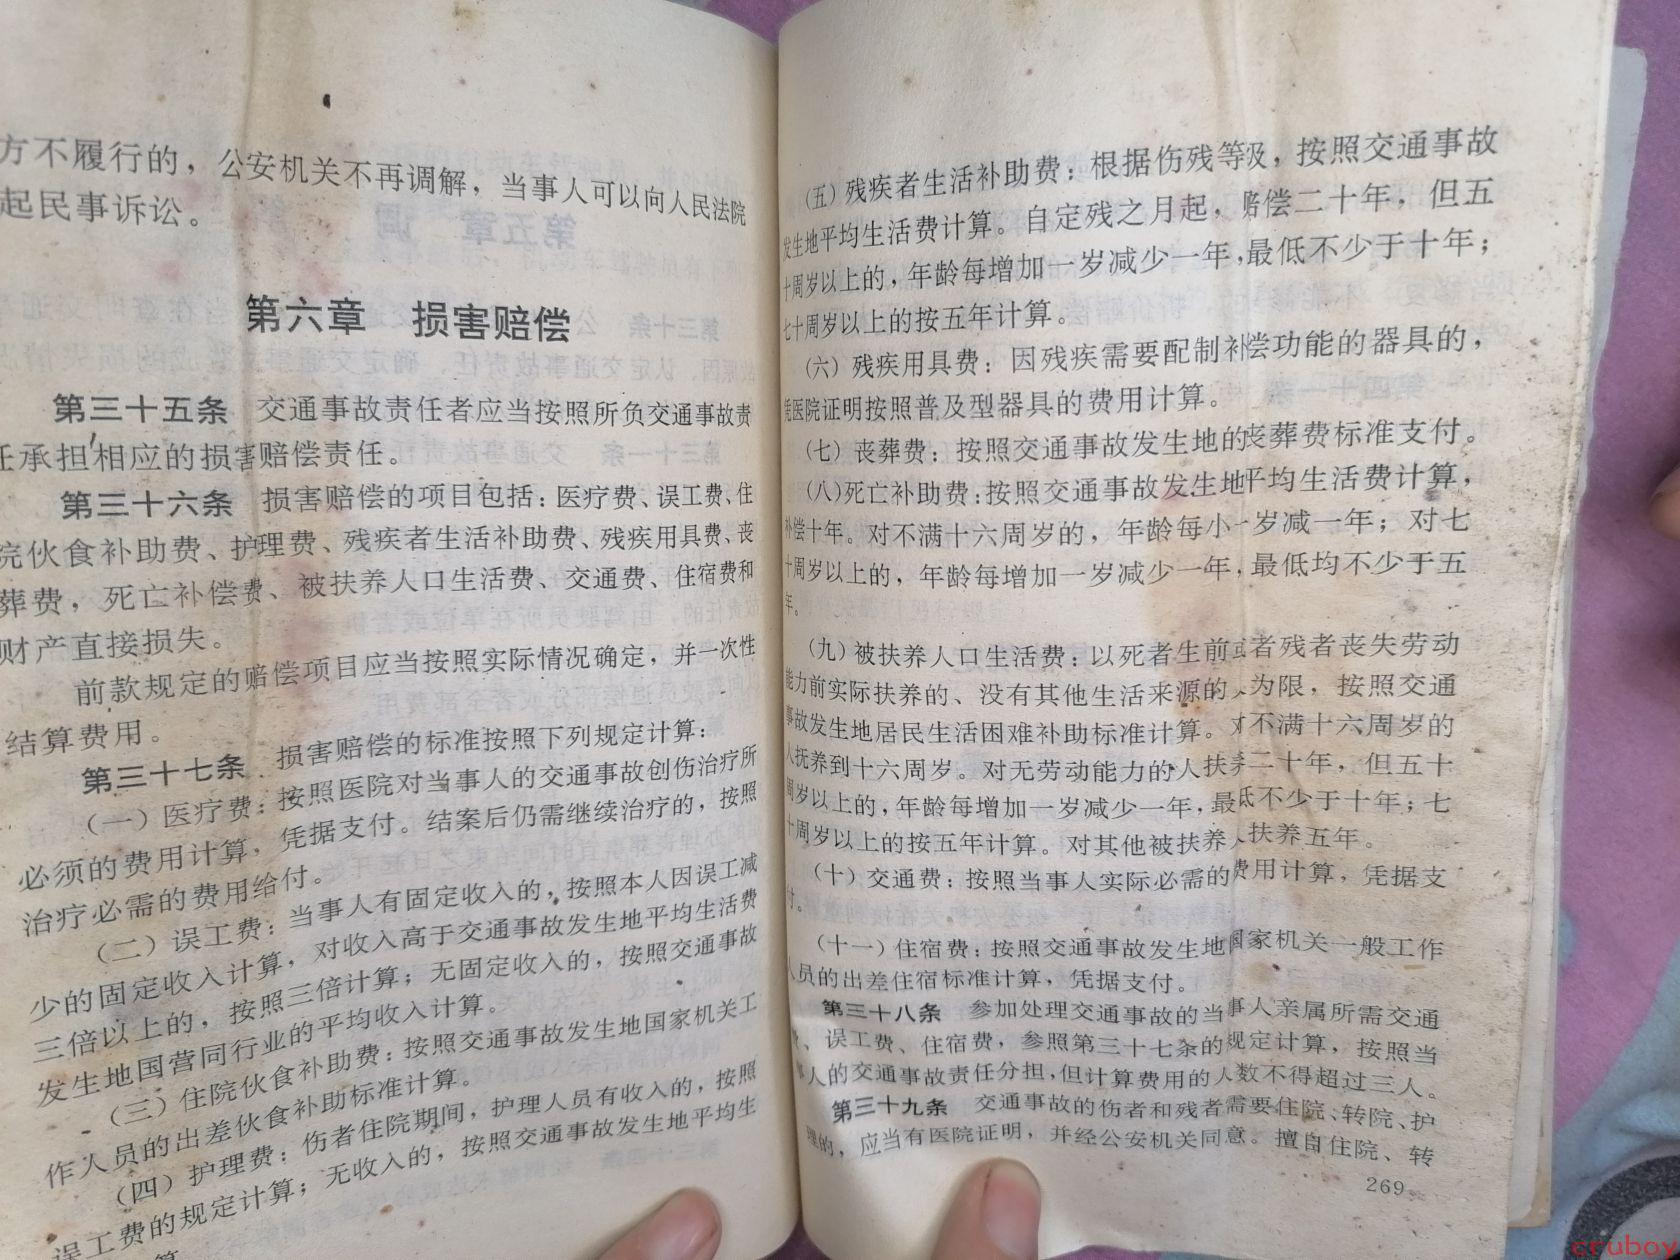 方不履行的，公安机关不再调解，当事人可以向人民法院
起民事诉讼。
第六章 损害赔偿
第三十五条 交通事故责任者应当按照所负交通事故责
任承担相应的损害赔偿责任。
第三十六条 损害赔偿的项目包括：医疗费、误工费、住
院伙食补助费、护理费、残疾者生活补助费、残疾用具费、丧
葬费，死亡补偿费、被扶养人口生活费、交通费、住宿费和
财产直接损失。
前款规定的赔偿项目应当按照实际情况确定，并一次性
结算费用。
第三十七条 损害赔偿的标准按照下列规定计算：
（一）医疗费：按照医院对当事人的交通事故创伤治疗所
必须的费用计算，凭据支付。结案后仍需继续治疗的，按照
治疗必需的费用给付。
（二）误工费：当事人有固定收入的，按照本人因误工减
少的固定收入计算，对收入高于交通事故发生地平均生活费
三倍以上的，按照三倍计算；无固定收入的，按照交通事故
发生地国营同行业的平均收入计算。
（三）住院伙食补助费：按照交通事故发生地国家机关工
作人员的出差伙食补助标准计算。
（四）护理费：伤者住院期间，护理人员有收入的，按照
误工费的规定计算；无收入的，按照交通事故发生地平均生
算
（五）残疾者生活补助费：根据伤残等级，按照交通事故
发生地平均生活费计算。自定残之月起，赔偿二十年，但五
十周岁以上的，年龄每增加一岁减少一年，最低不少于十年；
七十周岁以上的按五年计算。
（六）残疾用具费：因残疾需要配制补偿功能的器具的，
凭医院证明按照普及型器具的费用计算。
（七）丧葬费：按照交通事故发生地的丧葬费标准支付。
（八）死亡补助费：按照交通事故发生地平均生活费计算，
补偿十年。对不满十六周岁的，年龄每小一岁减一年；对七
十周岁以上的，年龄每增加一岁减少一年，最低均不少于五
年。
（九）被扶养人口生活费：以死者生前或者残者丧失劳动
能力前实际扶养的、没有其他生活来源的人为限，按照交通
事故发生地居民生活困难补助标准计算。对不满十六周岁的
人抚养到十六周岁。对无劳动能力的人扶养二十年，但五十
周岁以上的，年龄每增加一岁减少一年，最低不少于十年；七
十周岁以上的按五年计算。对其他被扶养人扶养五年。
（十）交通费：按照当事人实际必需的费用计算，凭据支
付。
（十一）住宿费：按照交通事故发生地国家机关一般工作
人员的出差住宿标准计算，凭据支付。
第三十八条 参加处理交通事故的当事人亲属所需交通
费、误工费、住宿费，参照第三十七条的规定计算，按照当
事人的交通事故责任分担，但计算费用的人数不得超过三人。
第三十九条 交通事故的伤者和残者需要住院、转院、护
理的，应当有医院证明，并经公安机关同意。擅自住院、转
269
cruboy